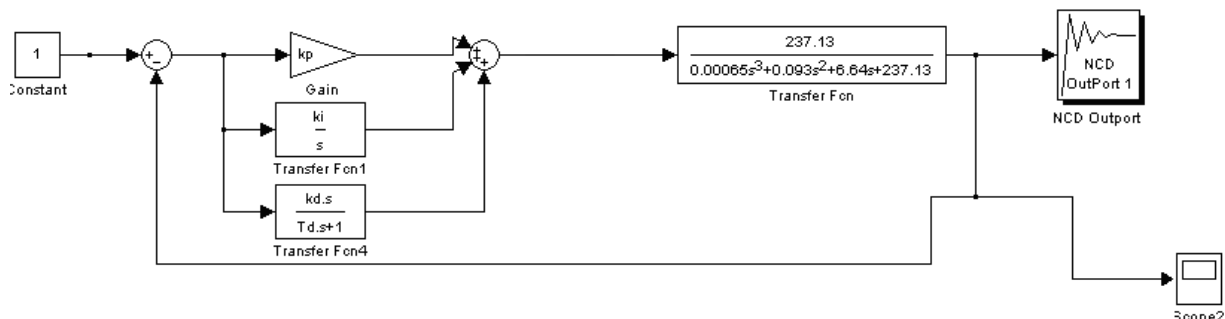 1
Constant
kp
Gain
ki
s
Transfer Fcn1
kd.s
Td.s+1
Transfer Fcn4
237.13
0.00065s³+0.093s²+6.64s+237.13
Transfer Fcn
NCD
OutPort 1
NCD Outport
Scope2